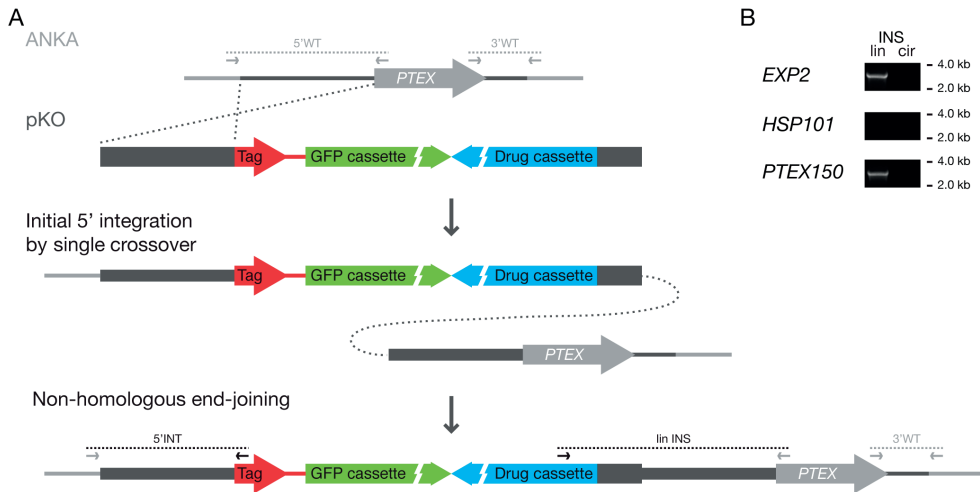 A
ANKA
5'WT
3'WT
PTEX
pKO
Tag
GFP cassette
Drug cassette
Initial 5' integration
by single crossover
Tag
GFP cassette
Drug cassette
PTEX
Non-homologous end-joining
5'INT
lin INS
3'WT
Tag
GFP cassette
Drug cassette
PTEX
B
INS
lin cir
EXP2
- 4.0 kb
- 2.0 kb
HSP101
- 4.0 kb
- 2.0 kb
PTEX150
- 4.0 kb
- 2.0 kb